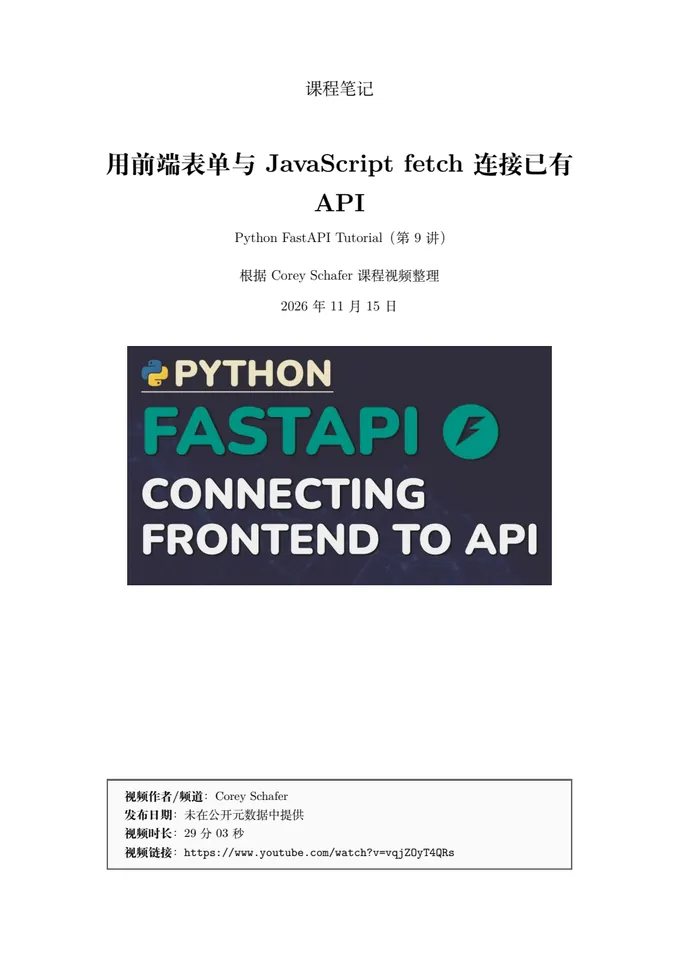 课程笔记
用前端表单与 JavaScript fetch 连接已有
API
Python FastAPI Tutorial（第 9 讲）
根据 Corey Schafer 课程视频整理
2026 年 11 月 15 日
PYTHON
FASTAPI
CONNECTING
FRONTEND TO API
视频作者/频道：Corey Schafer
发布日期：未在公开元数据中提供
视频时长：29 分 03 秒
视频链接：https://www.youtube.com/watch?v=vqjZOyT4QRs